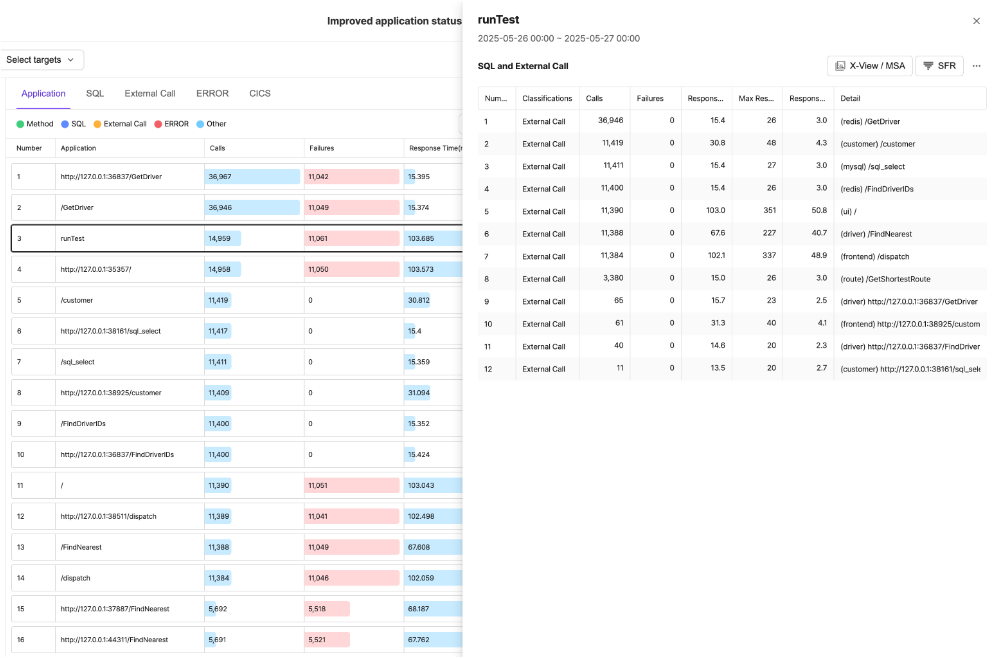 Improved application status
Select targets
Application SQL External Call ERROR CICS
Method SQL External Call ERROR Other
Number Application Calls Failures Response Time(
1 http://127.0.0.1:36837/GetDriver 36,967 11,042 15.395
2 /GetDriver 36,946 11,049 15.374
3 runTest 14,959 11,061 103.685
4 http://127.0.0.1:35357/ 14,958 11,050 103.573
5 /customer 11,419 0 30.812
6 http://127.0.0.1:38161/sql_select 11,417 0 15.4
7 /sql_select 11,411 0 15.359
8 http://127.0.0.1:38925/customer 11,409 0 31.094
9 /FindDriverIDs 11,400 0 15.352
10 http://127.0.0.1:36837/FindDriverIDs 11,400 0 15.424
11 / 11,390 11,051 103.043
12 http://127.0.0.1:38511/dispatch 11,389 11,041 102.498
13 /FindNearest 11,388 11,049 67.608
14 /dispatch 11,384 11,046 102.059
15 http://127.0.0.1:37887/FindNearest 5,692 5,518 68.187
16 http://127.0.0.1:44311/FindNearest 5,691 5,521 67.762
runTest
2025-05-26 00:00 ~ 2025-05-27 00:00
SQL and External Call X-View / MSA SFR ...
Num... Classifications Calls Failures Respons... Max Res... Respons... Detail
1 External Call 36,946 0 15.4 26 3.0 (redis) /GetDriver
2 External Call 11,419 0 30.8 48 4.3 (customer) /customer
3 External Call 11,411 0 15.4 27 3.0 (mysql) /sql_select
4 External Call 11,400 0 15.4 26 3.0 (redis) /FindDriverIDs
5 External Call 11,390 0 103.0 351 50.8 (ui) /
6 External Call 11,388 0 67.6 227 40.7 (driver) /FindNearest
7 External Call 11,384 0 102.1 337 48.9 (frontend) /dispatch
8 External Call 3,380 0 15.0 26 3.0 (route) /GetShortestRoute
9 External Call 65 0 15.7 23 2.5 (driver) http://127.0.0.1:36837/GetDriver
10 External Call 61 0 31.3 40 4.1 (frontend) http://127.0.0.1:38925/custom
11 External Call 40 0 14.6 20 2.3 (driver) http://127.0.0.1:36837/FindDriver
12 External Call 11 0 13.5 20 2.7 (customer) http://127.0.0.1:38161/sql_sele